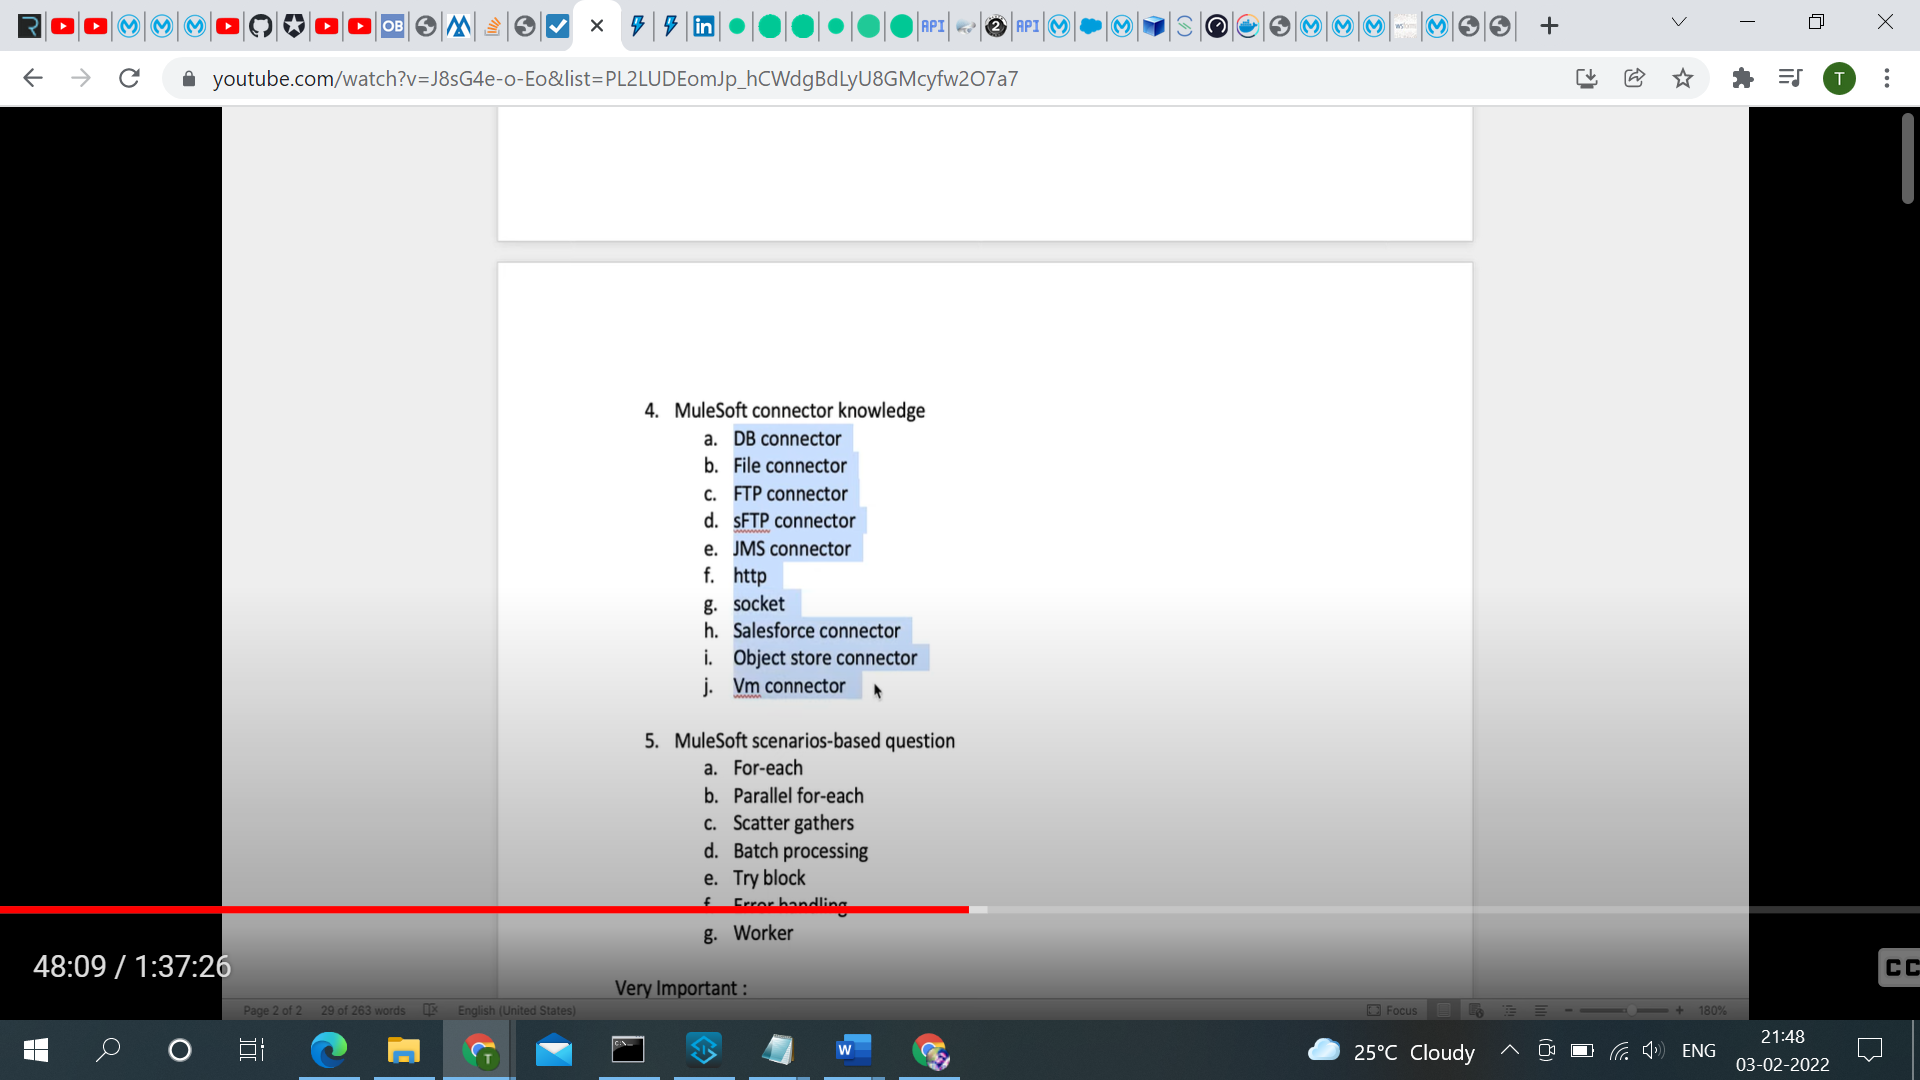 youtube.com/watch?v=J8sG4e-o-Eo&list=PL2LUDEomJp_hCWdgBdLyU8GMcyfw2O7a7
T
4. MuleSoft connector knowledge
a. DB connector
b. File connector
c. FTP connector
d. sFTP connector
e. JMS connector
f. http
g. socket
h. Salesforce connector
i. Object store connector
j. Vm connector
5. MuleSoft scenarios-based question
a. For-each
b. Parallel for-each
c. Scatter gathers
d. Batch processing
e. Try block
f. Error handling
g. Worker
48:09 / 1:37:26
CC
Very Important :
Page 2 of 2 29 of 263 words English (United States) Focus 180%
25°C Cloudy ENG 21:48
03-02-2022